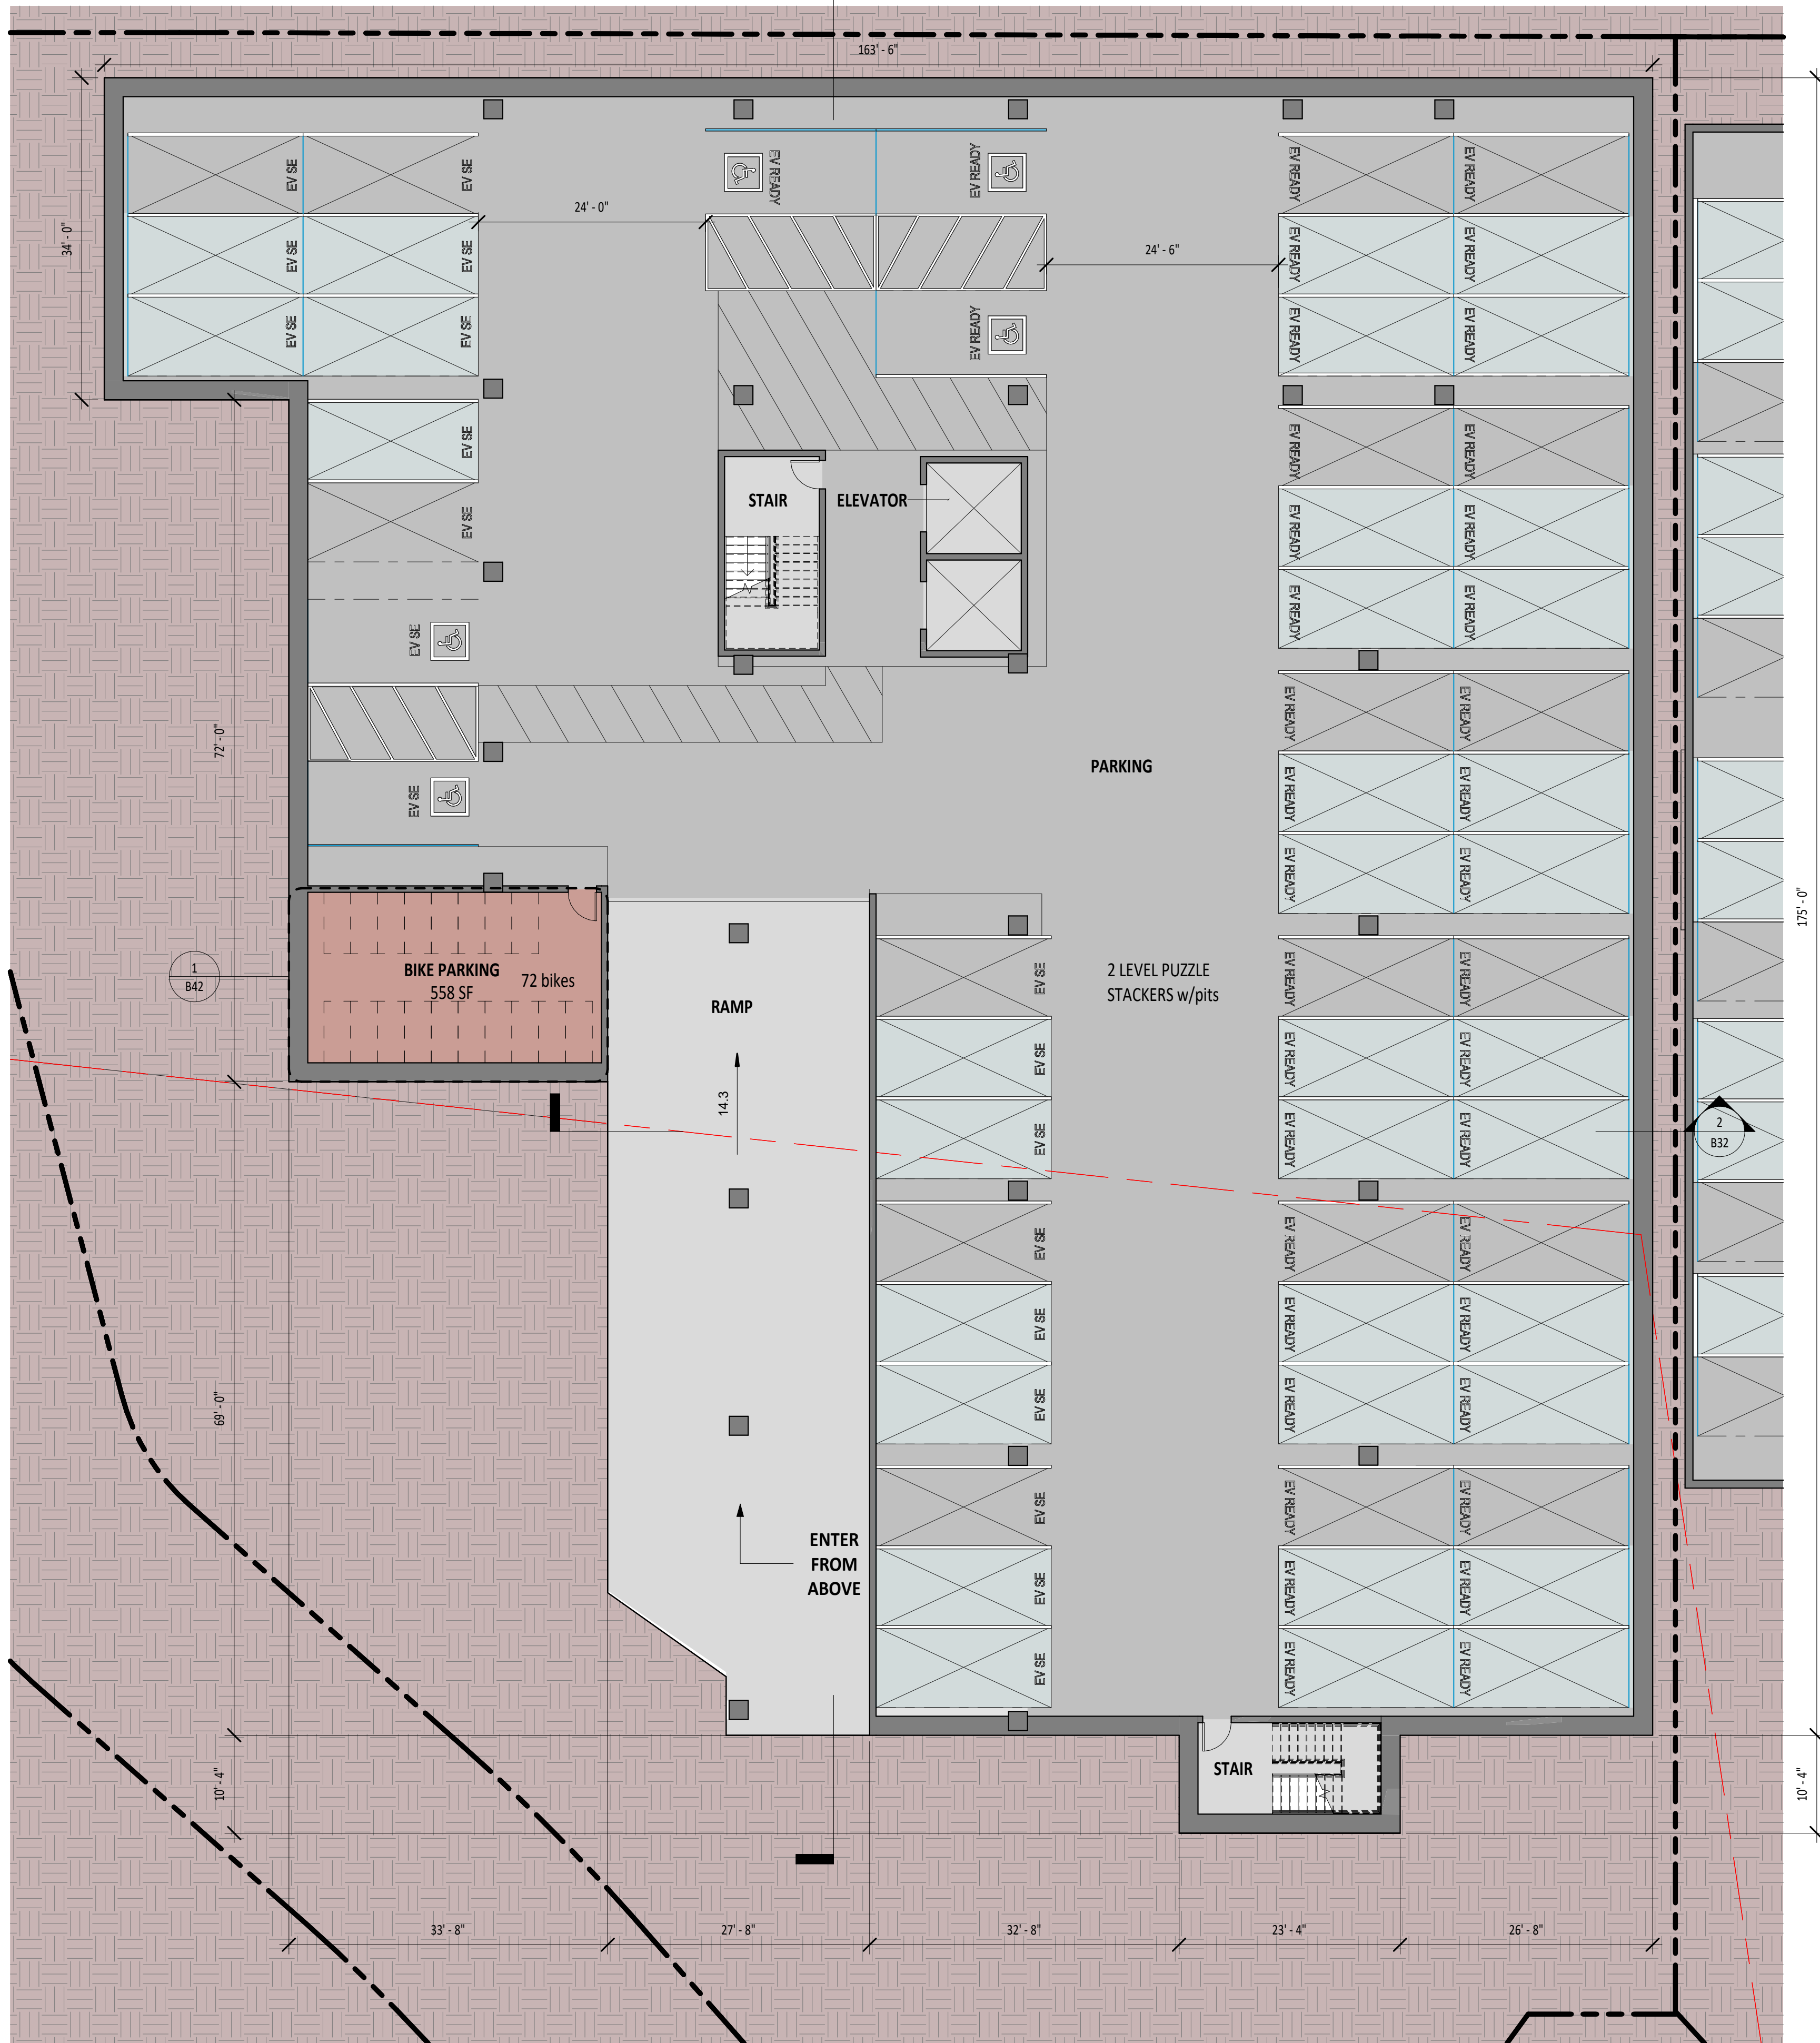 163' - 6"
EV SE
EV SE
EV READY
EV READY
EV READY
EV READY
24' - 0"
34' - 0"
EV SE
EV SE
24' - 6"
EV READY
EV READY
EV SE
EV SE
EV READY
EV READY
EV READY
EV SE
EV READY
EV READY
STAIR
ELEVATOR
EV SE
EV READY
EV READY
EV READY
EV READY
EV SE
EV READY
EV READY
72' - 0"
PARKING
EV SE
EV READY
EV READY
EV READY
EV READY
175' - 0"
1
B42
BIKE PARKING
558 SF
72 bikes
RAMP
EV SE
2 LEVEL PUZZLE
STACKERS w/pits
EV READY
EV READY
14.3
EV SE
EV READY
EV READY
EV SE
EV READY
EV READY
2
B32
EV SE
EV READY
EV READY
EV SE
EV READY
EV READY
69' - 0"
EV SE
EV READY
EV READY
EV SE
EV READY
EV READY
ENTER
FROM
ABOVE
EV SE
EV READY
EV READY
EV SE
EV READY
EV READY
STAIR
10' - 4"
10' - 4"
33' - 8"
27' - 8"
32' - 8"
23' - 4"
26' - 8"